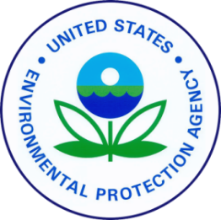 • UNITED STATES •
ENVIRONMENTAL PROTECTION AGENCY